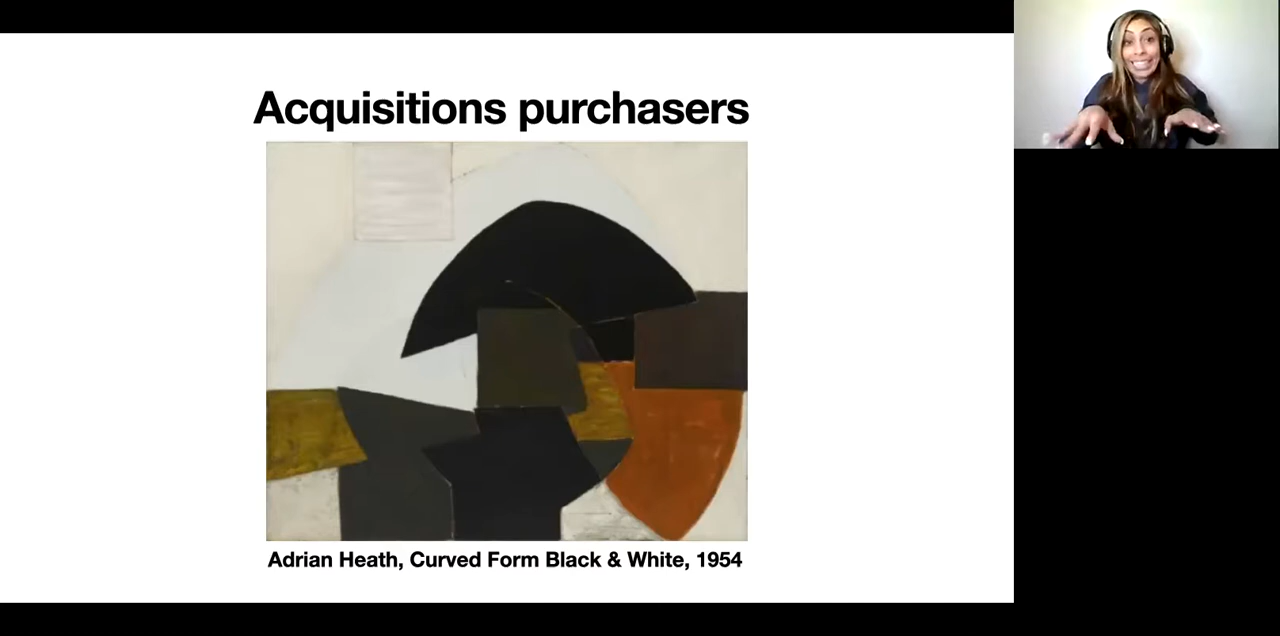 Acquisitions purchasers
Adrian Heath, Curved Form Black & White, 1954